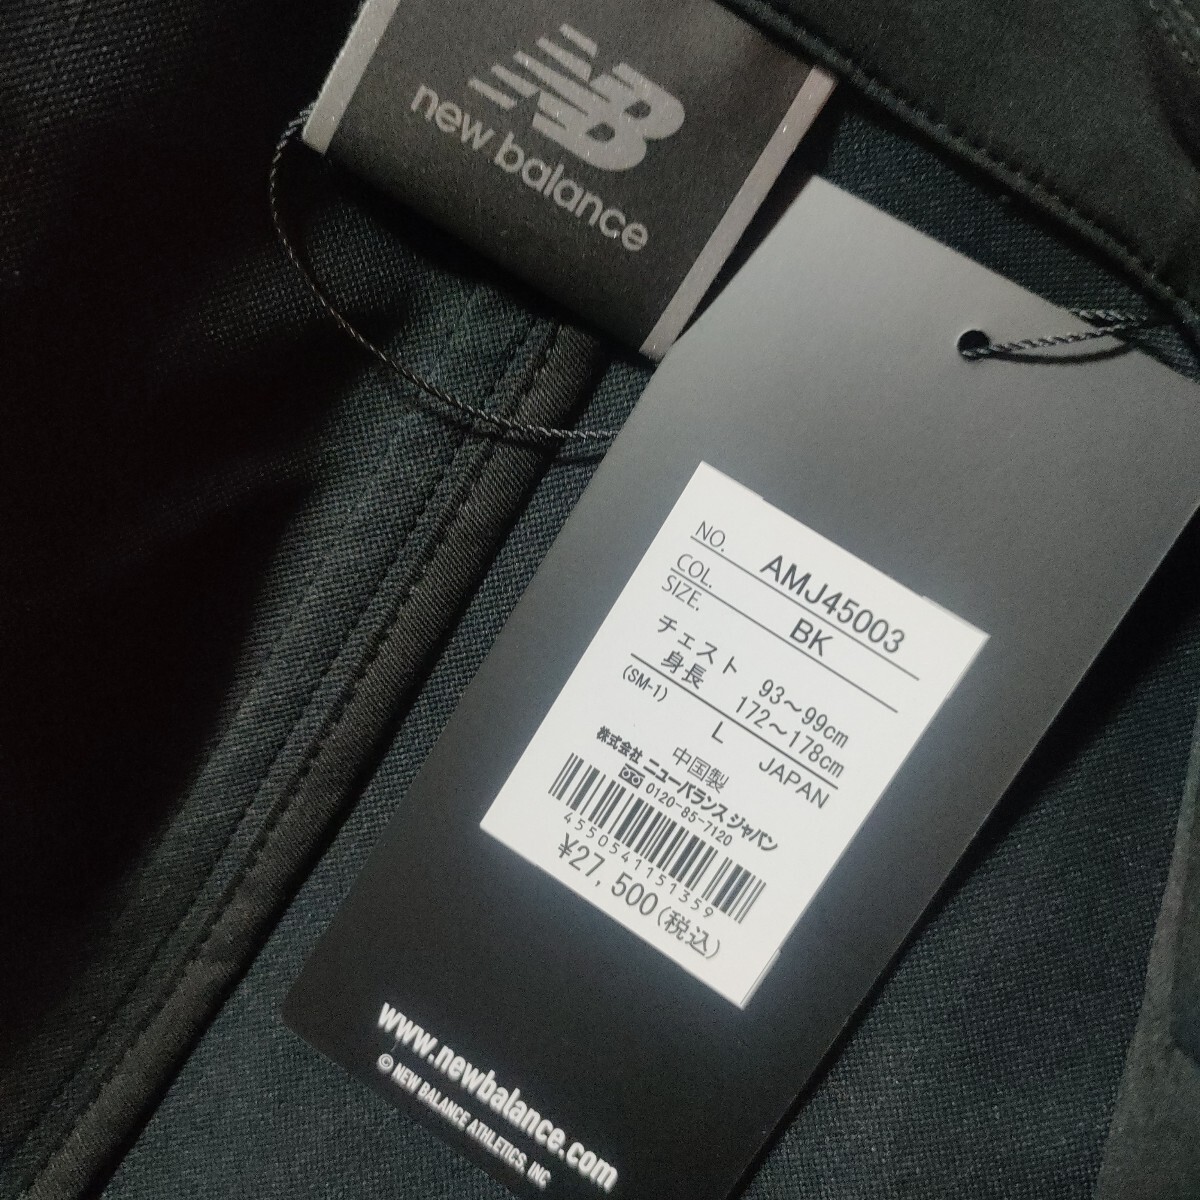 NB
new balance
NO. AMJ45003
COL. BK
SIZE.
チェスト 93～99cm
身長 172～178cm
(SM-1) L JAPAN
中国製
株式会社 ニューバランス ジャパン
0120-85-7120
4550541151359
¥27,500(税込)
www.newbalance.com
© NEW BALANCE ATHLETICS, INC.